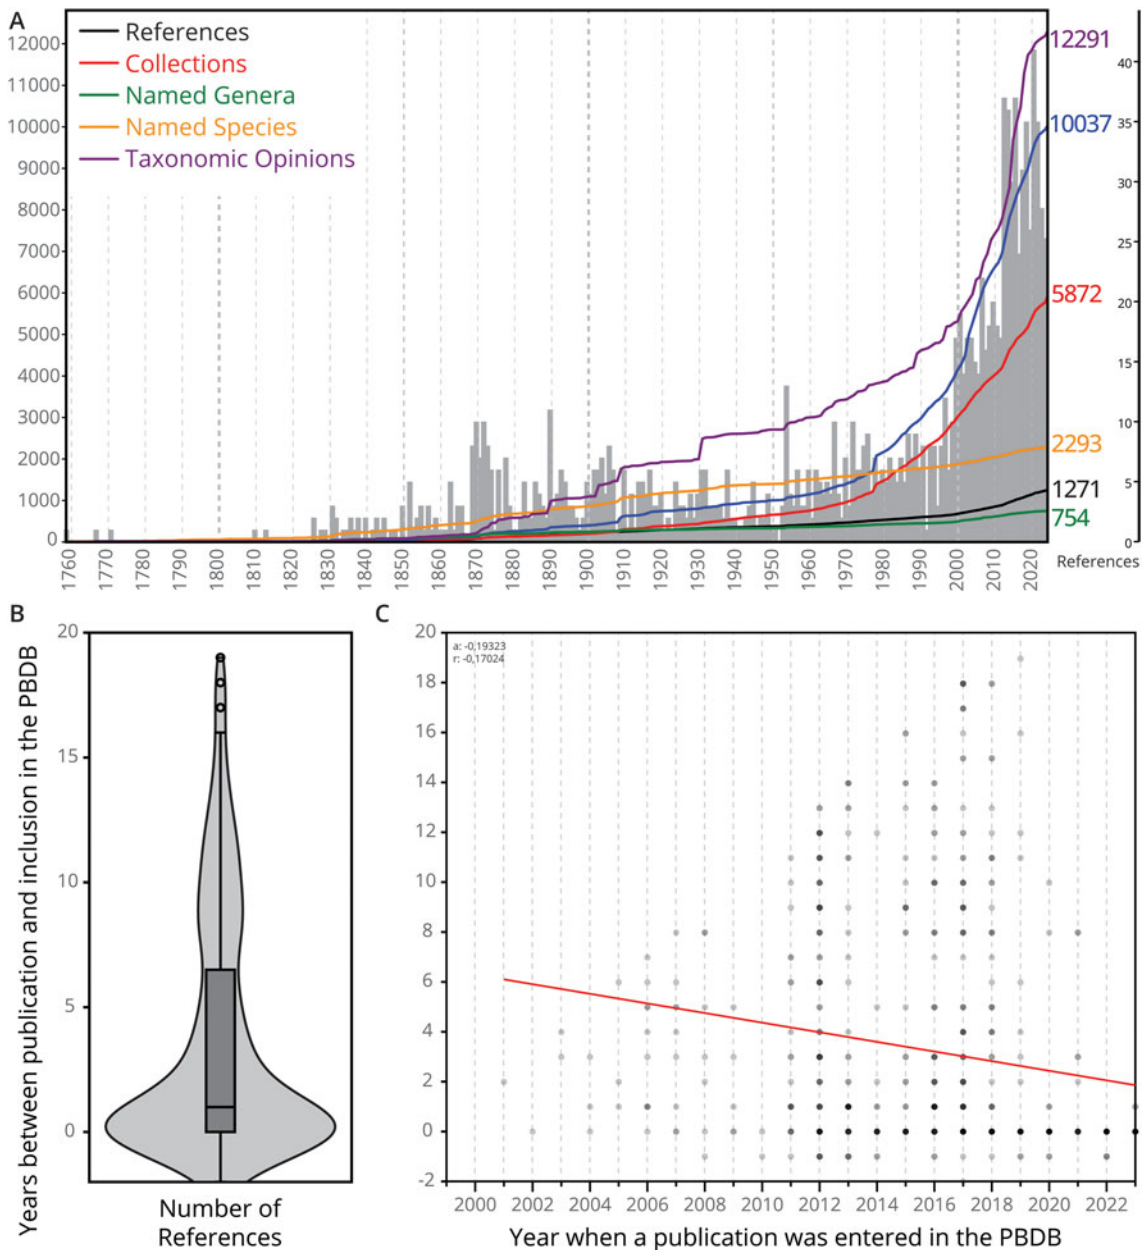 A
References
Collections
Named Genera
Named Species
Taxonomic Opinions
12000
11000
10000
9000
8000
7000
6000
5000
4000
3000
2000
1000
0
12291
10037
5872
2293
1271
754
40
35
30
25
20
15
10
5
0
References
1760 1770 1780 1790 1800 1810 1820 1830 1840 1850 1860 1870 1880 1890 1900 1910 1920 1930 1940 1950 1960 1970 1980 1990 2000 2010 2020
B
Years between publication and inclusion in the PBDB
20
15
10
5
0
Number of
References
C
a: -0,19323
r: -0,17024
20
18
16
14
12
10
8
6
4
2
0
-2
2000 2002 2004 2006 2008 2010 2012 2014 2016 2018 2020 2022
Year when a publication was entered in the PBDB